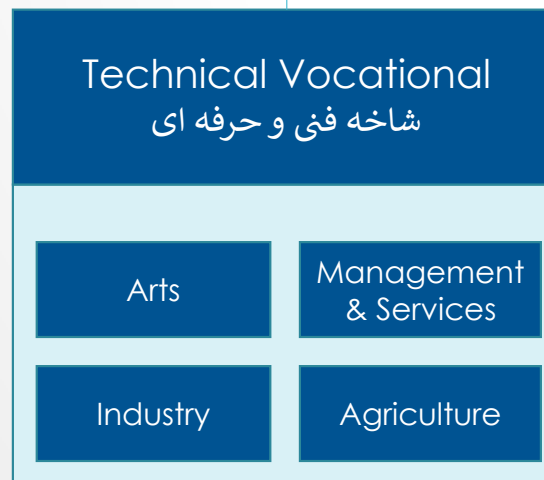 Technical Vocational
شاخه فنی و حرفه ای
Arts
Management
& Services
Industry
Agriculture